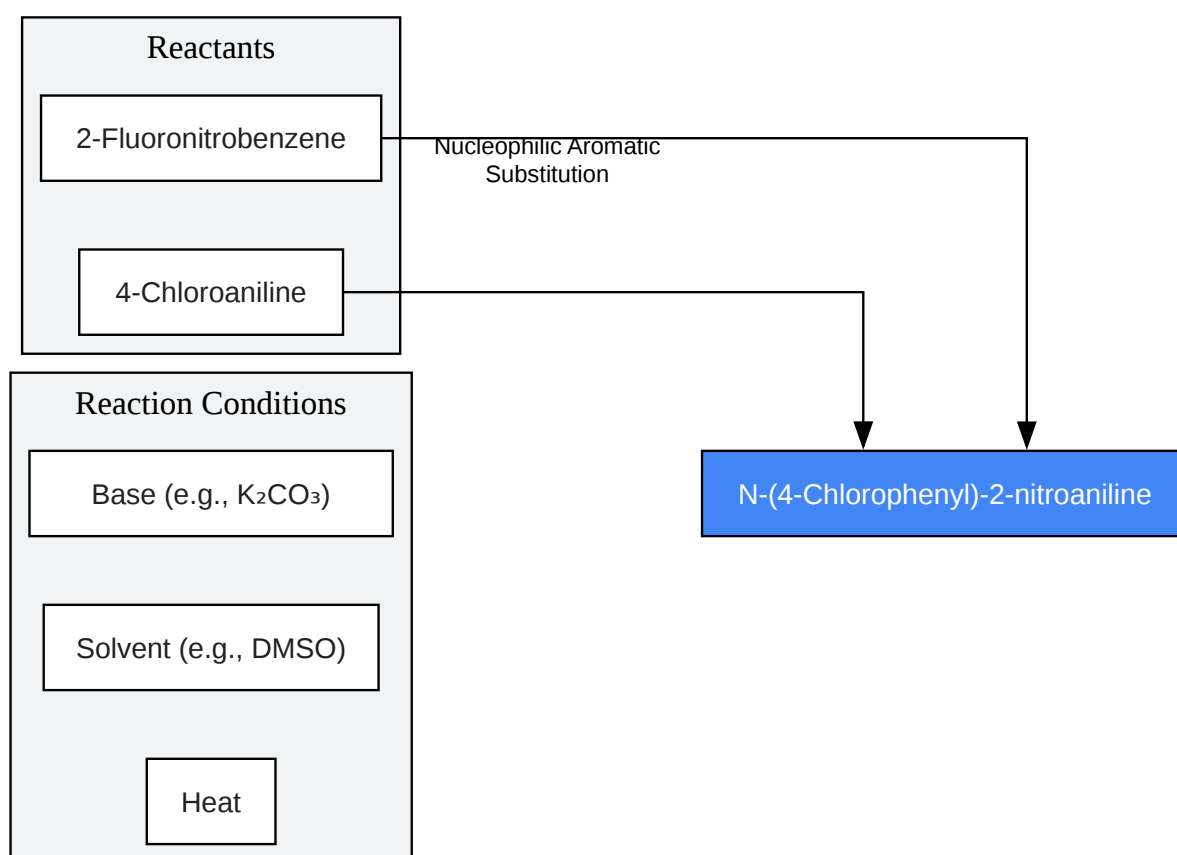 Reactants
2-Fluoronitrobenzene
Nucleophilic Aromatic
Substitution
4-Chloroaniline
Reaction Conditions
Base (e.g., K₂CO₃)
N-(4-Chlorophenyl)-2-nitroaniline
Solvent (e.g., DMSO)
Heat